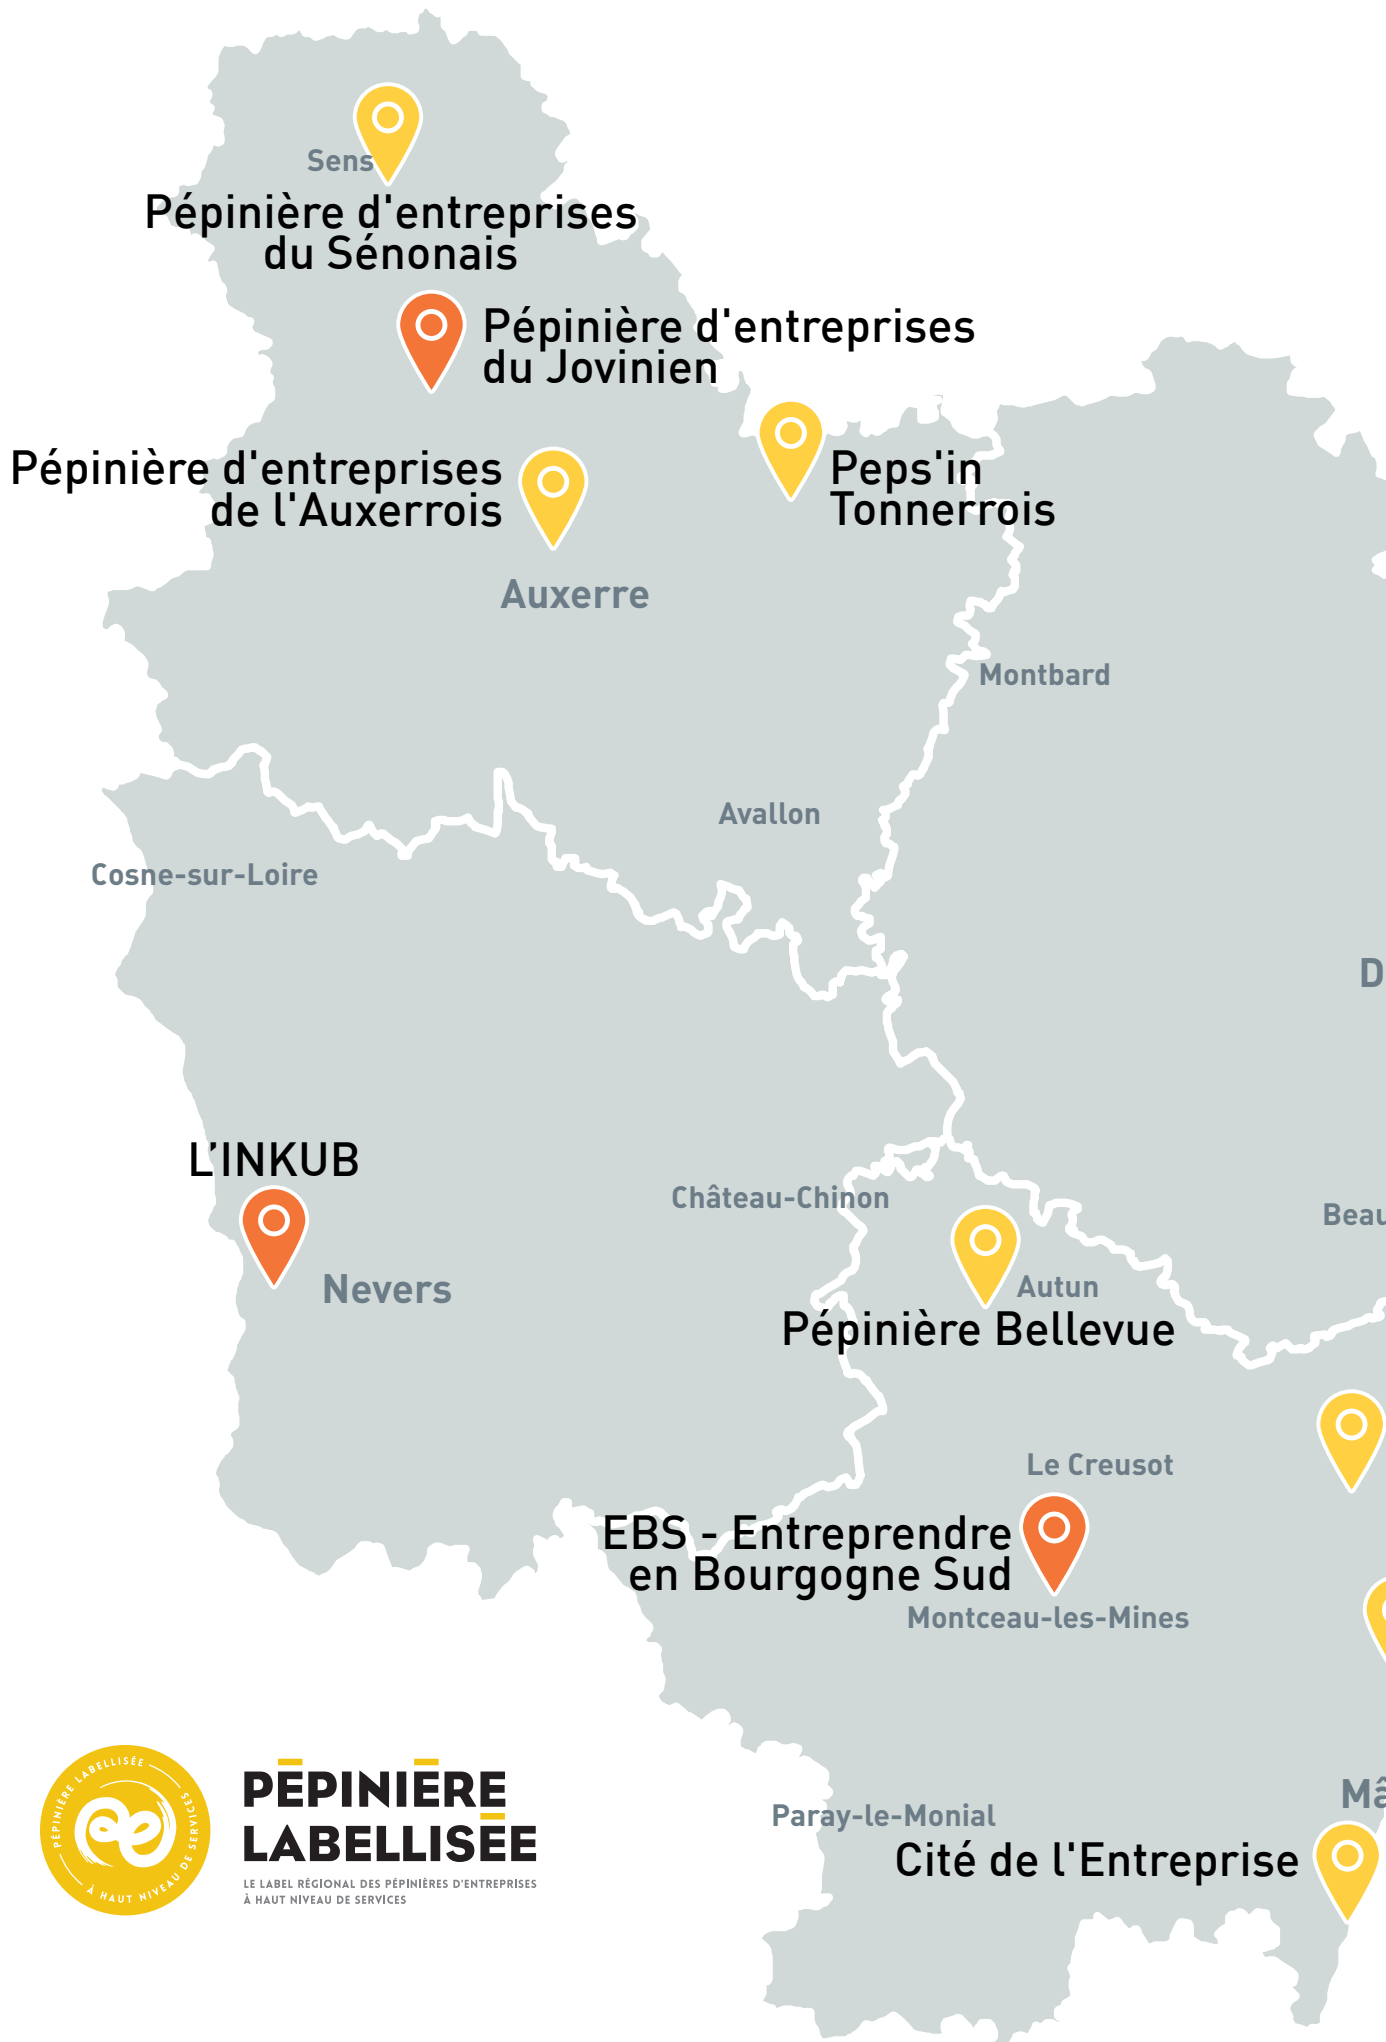 Sens
Pépinière d'entreprises
du Sénonais
Pépinière d'entreprises
du Jovinien
Pépinière d'entreprises
de l'Auxerrois
Peps'in
Tonnerrois
Auxerre
Montbard
Avallon
Cosne-sur-Loire
D
L'INKUB
Château-Chinon
Beau
Nevers
Autun
Pépinière Bellevue
Le Creusot
EBS - Entreprendre
en Bourgogne Sud
Montceau-les-Mines
PÉPINIÈRE LABELLISÉE
À HAUT NIVEAU DE SERVICES
PĒPINIĒRE
LABELLISĒE
LE LABEL RÉGIONAL DES PÉPINIÈRES D'ENTREPRISES
À HAUT NIVEAU DE SERVICES
Mâ
Paray-le-Monial
Cité de l'Entreprise